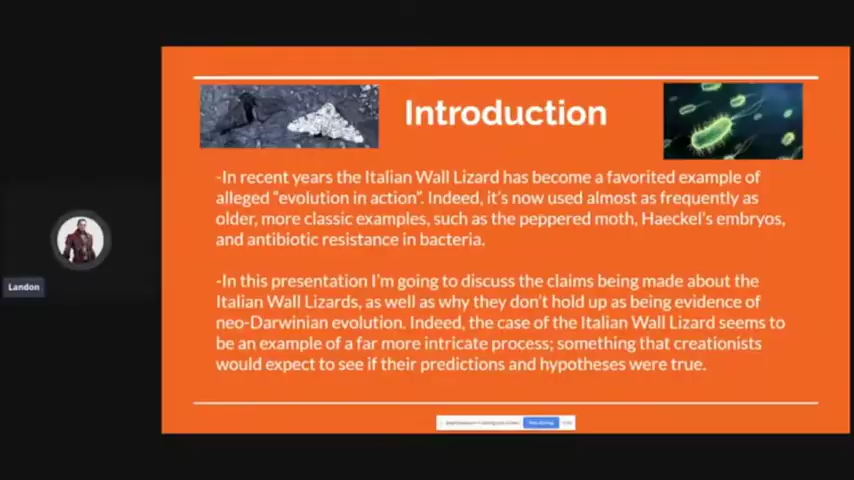 Introduction
-In recent years the Italian Wall Lizard has become a favorited example of
alleged “evolution in action”. Indeed, it’s now used almost as frequently as
older, more classic examples, such as the peppered moth, Haeckel’s embryos,
and antibiotic resistance in bacteria.
-In this presentation I’m going to discuss the claims being made about the
Italian Wall Lizards, as well as why they don’t hold up as being evidence of
neo-Darwinian evolution. Indeed, the case of the Italian Wall Lizard seems to
be an example of a far more intricate process; something that creationists
would expect to see if their predictions and hypotheses were true.
Landon